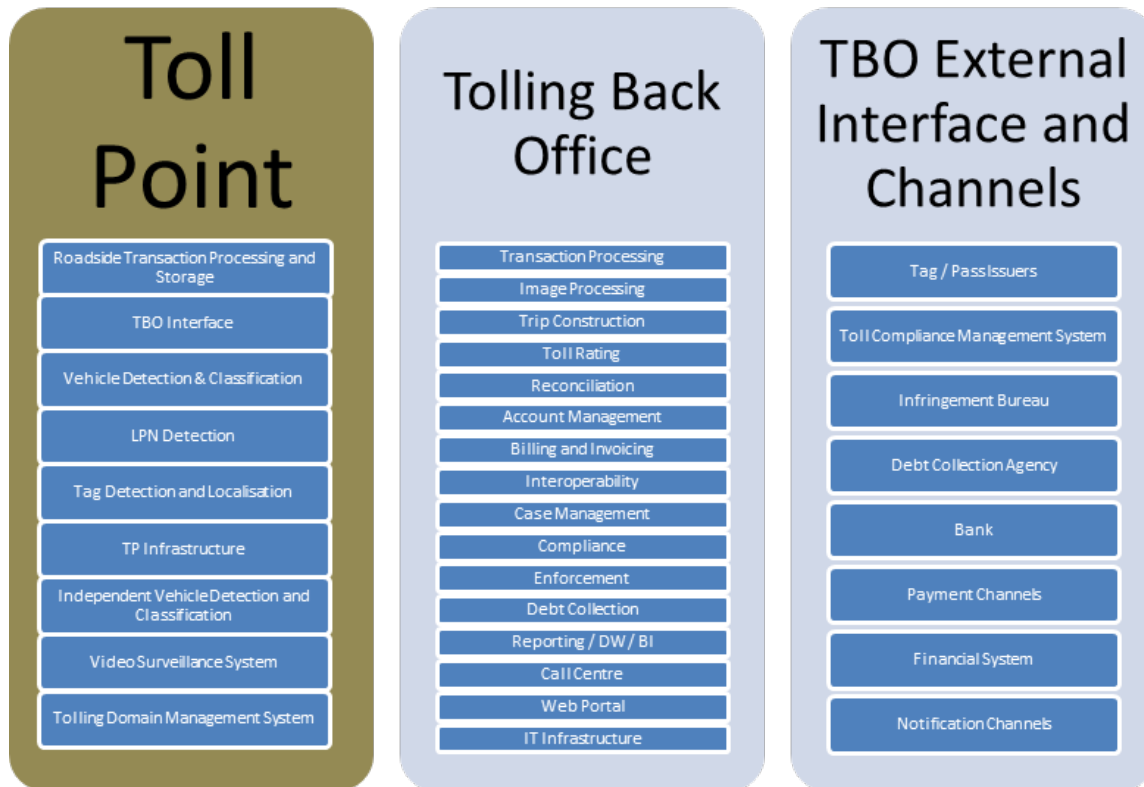 Toll
Point
Roadside Transaction Processing and
Storage
TBO Interface
Vehicle Detection & Classification
LPN Detection
Tag Detection and Localisation
TP Infrastructure
Independent Vehicle Detection and
Classification
Video Surveillance System
Tolling Domain Management System
Tolling Back
Office
Transaction Processing
Image Processing
Trip Construction
Toll Rating
Reconciliation
Account Management
Billing and Invoicing
Interoperability
Case Management
Compliance
Enforcement
Debt Collection
Reporting / DW / BI
Call Centre
Web Portal
IT Infrastructure
TBO External
Interface and
Channels
Tag / Pass Issuers
Toll Compliance Management System
Infringement Bureau
Debt Collection Agency
Bank
Payment Channels
Financial System
Notification Channels